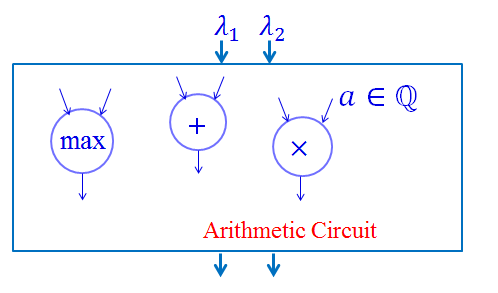 λ₁ λ₂
a ∈ ℚ
max + ×
Arithmetic Circuit